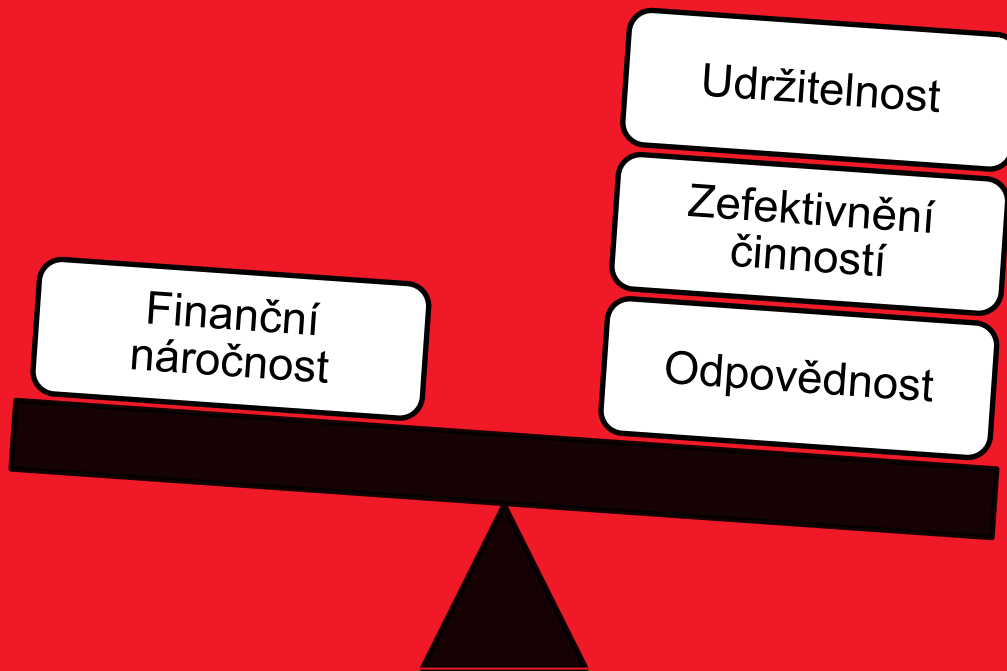 Udržitelnost
Zefektivnění
činností
Finanční
náročnost
Odpovědnost